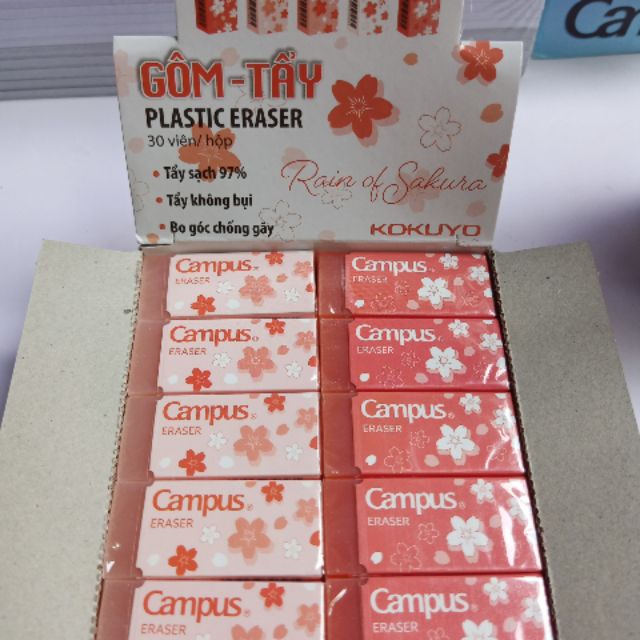 Ca
GÔM-TẨY
PLASTIC ERASER
30 viên/ hộp
• Tẩy sạch 97%
• Tẩy không bụi
• Bo góc chống gãy
Rain of Sakura
KOKUYO
Campus
ERASER
Campus
ERASER
Campus
ERASER
Campus
ERASER
Campus
ERASER
Campus
ERASER
Campus
ERASER
Campus
ERASER
Campus
ERASER
Campus
ERASER